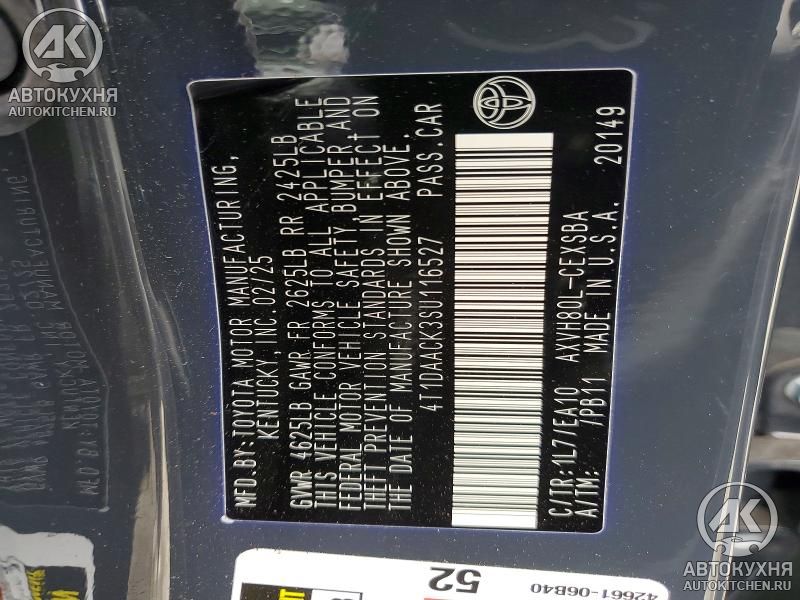 MFD.BY:TOYOTA MOTOR MANUFACTURING,
KENTUCKY, INC.02/25
GVWR 4625LB GAWR FR 2625LB RR 2425LB
THIS VEHICLE CONFORMS TO ALL APPLICABLE
FEDERAL MOTOR VEHICLE SAFETY, BUMPER, AND
THEFT PREVENTION STANDARDS IN EFFECT ON
THE DATE OF MANUFACTURE SHOWN ABOVE.
4T1DAACK3SU116527 PASS.CAR
C/TR:1L7/EA10 AXVH80L-CEXSBA
A/TM: /PB11 MADE IN U.S.A. 20149
52
42661-06B40
АК
АВТОКУХНЯ
AUTOKITCHEN.RU
АК
АВТОКУХНЯ
AUTOKITCHEN.RU